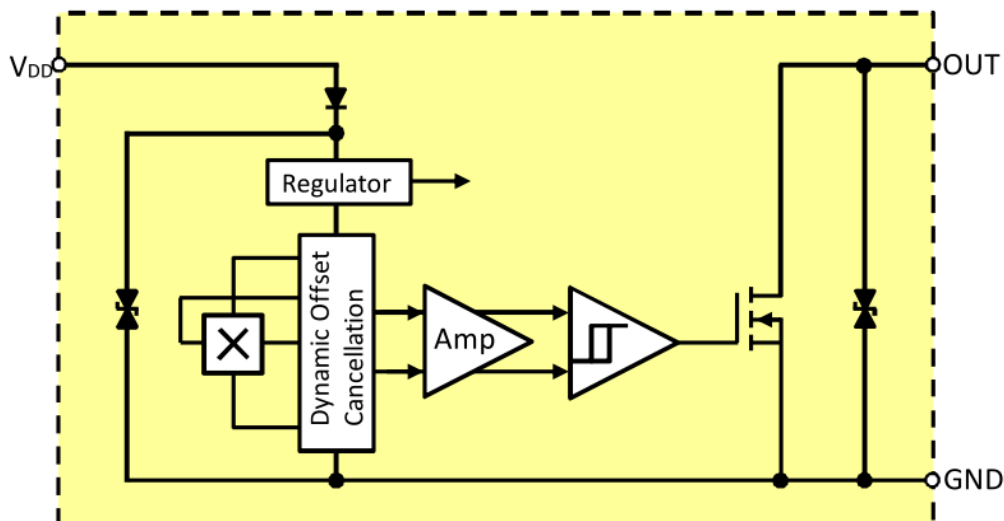 VDD
OUT
Regulator
Dynamic Offset
Cancellation
Amp
GND